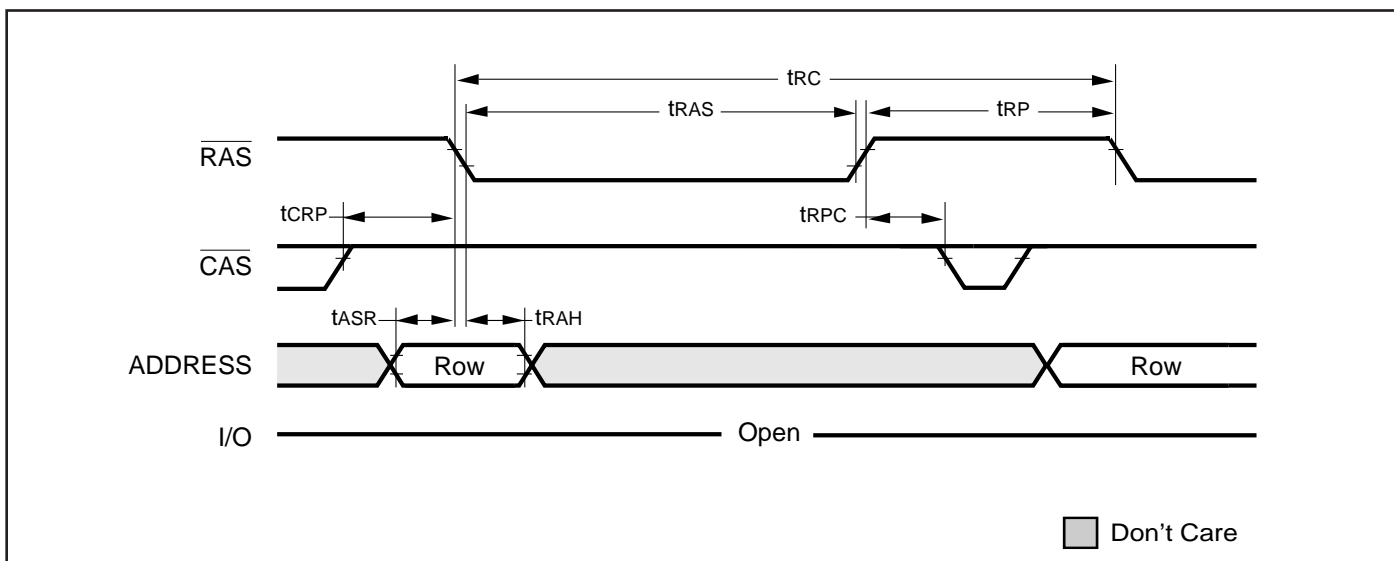 tRC
tRAS
tRP
RAS
tCRP
tRPC
CAS
tASR
tRAH
ADDRESS
Row
Row
I/O
Open
Don't Care